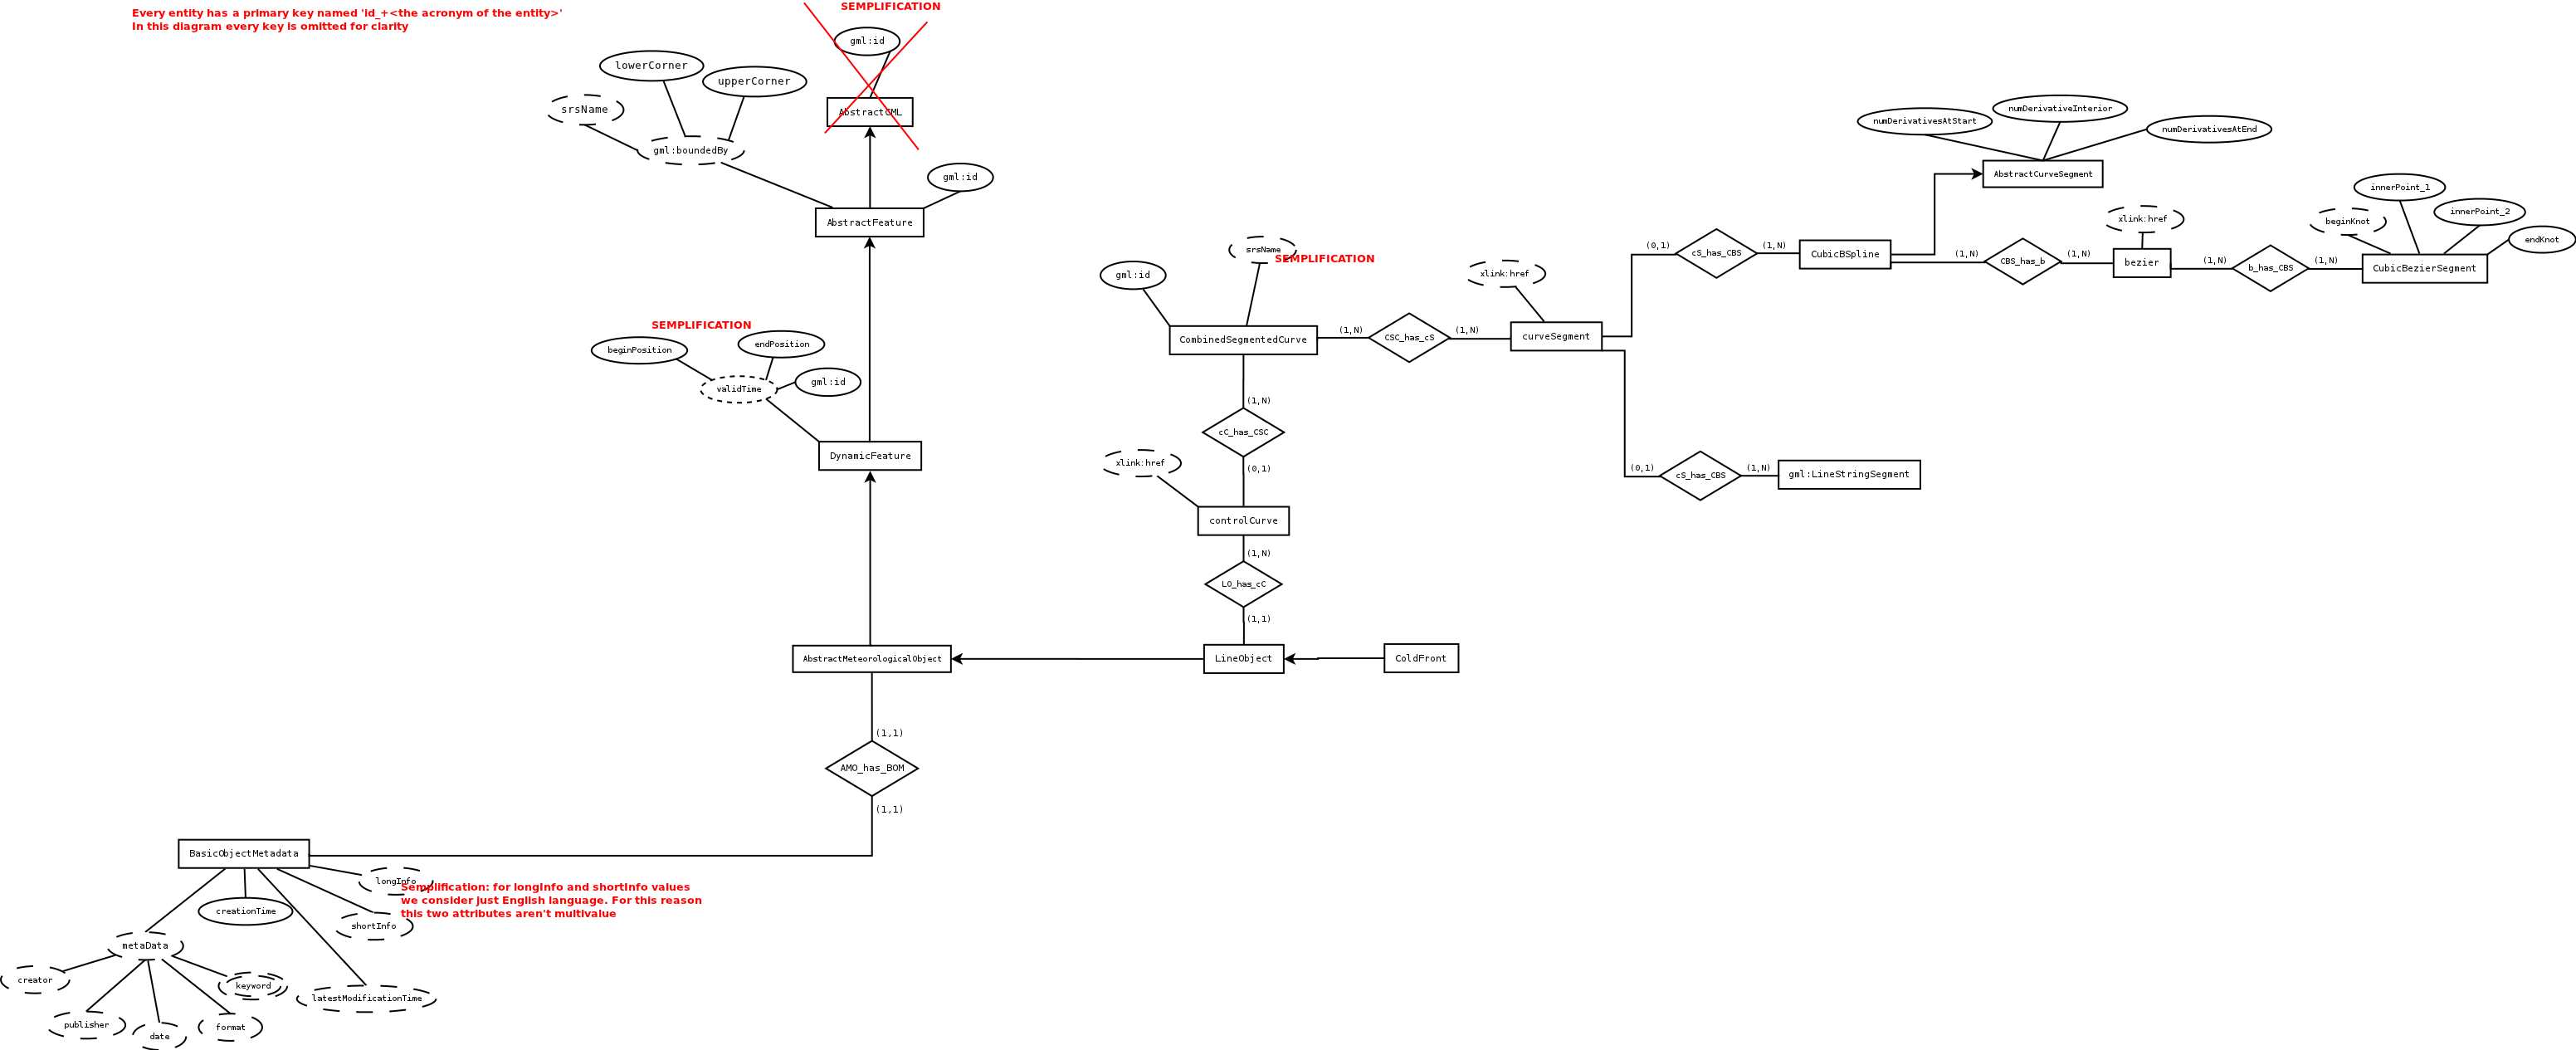 Every entity has a primary key named 'id_+<the acronym of the entity>'
In this diagram every key is omitted for clarity
SEMPLIFICATION
gml:id
lowerCorner
upperCorner
srsName
AbstractGML
gml:boundedBy
gml:id
AbstractFeature
numDerivativesAtStart
numDerivativeInterior
numDerivativesAtEnd
AbstractCurveSegment
innerPoint_1
innerPoint_2
beginKnot
endKnot
xlink:href
(0,1)
cS_has_CBS
(1,N)
CubicBSpline
(1,N)
CBS_has_b
(1,N)
bezier
(1,N)
b_has_CBS
(1,N)
CubicBezierSegment
srsName
SEMPLIFICATION
gml:id
xlink:href
CombinedSegmentedCurve
(1,N)
CSC_has_cS
(1,N)
curveSegment
SEMPLIFICATION
beginPosition
endPosition
validTime
gml:id
(1,N)
cC_has_CSC
(0,1)
DynamicFeature
xlink:href
(0,1)
cS_has_CBS
(1,N)
gml:LineStringSegment
controlCurve
(1,N)
LO_has_cC
(1,1)
AbstractMeteorologicalObject
LineObject
ColdFront
(1,1)
AMO_has_BOM
(1,1)
BasicObjectMetadata
longInfo
Semplification: for longInfo and shortInfo values
we consider just English language. For this reason
this two attributes aren't multivalue
creationTime
shortInfo
metaData
creator
keyword
latestModificationTime
publisher
date
format